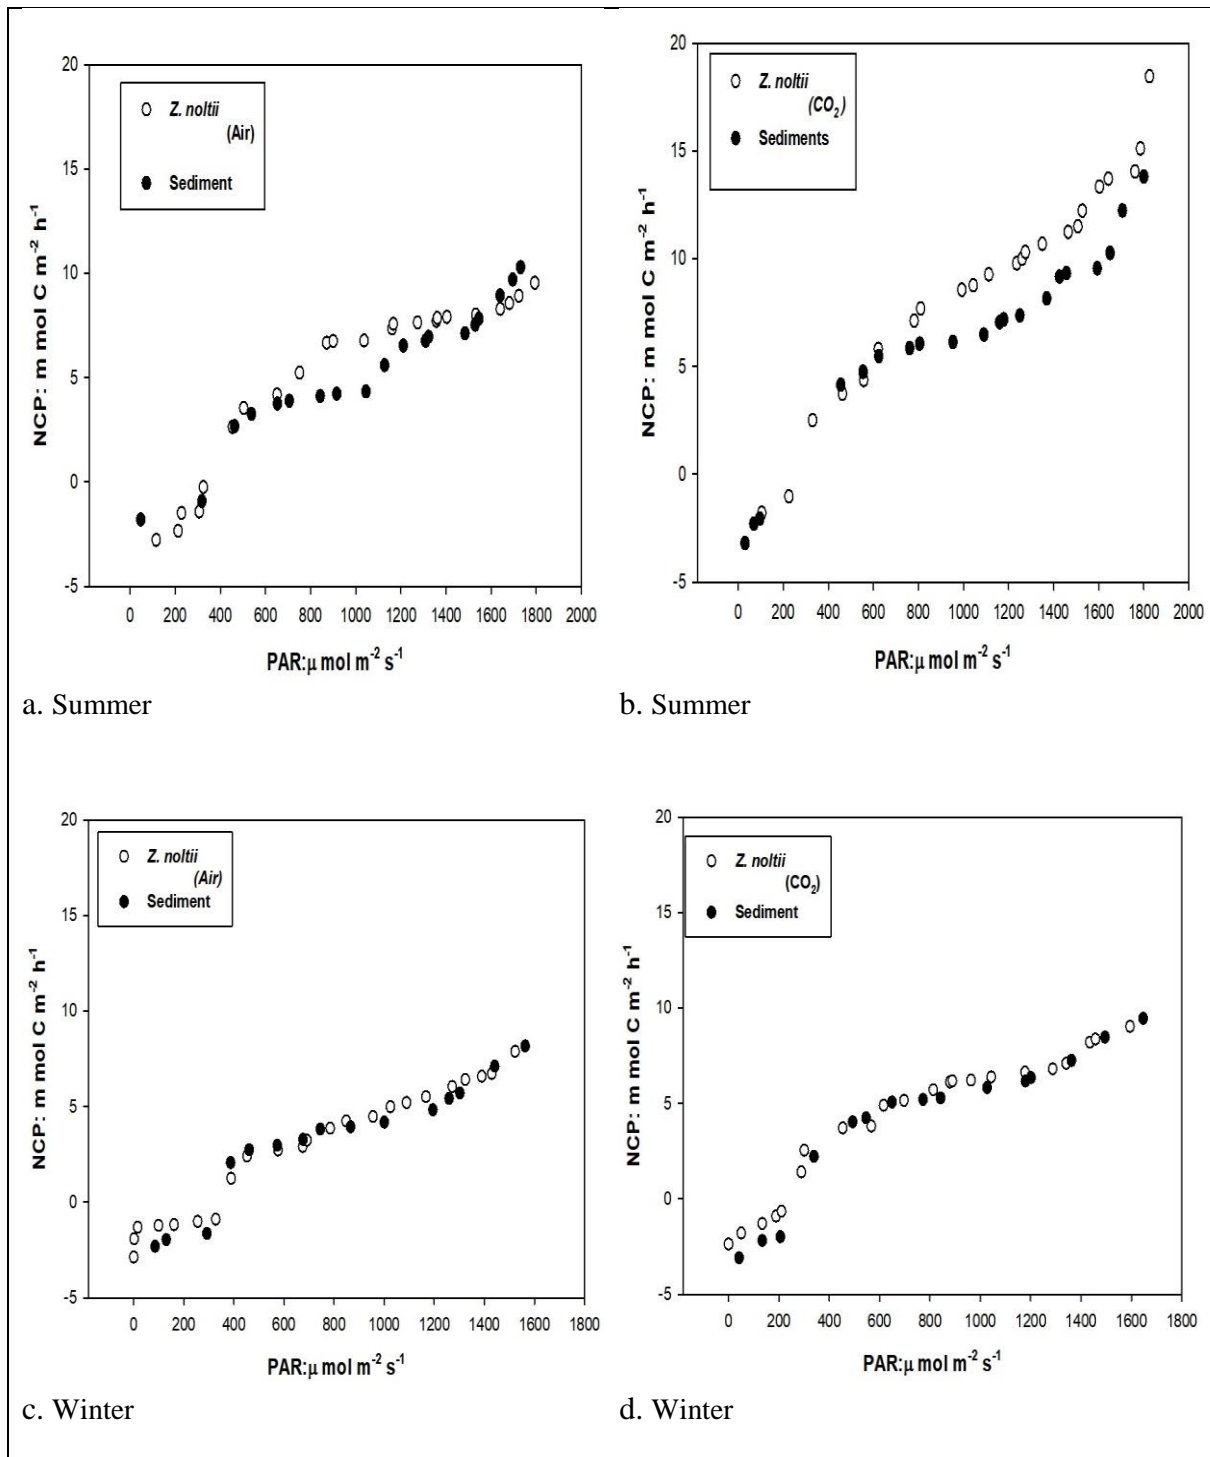 20
15
10
5
0
-5
NCP: m mol C m⁻² h⁻¹
Z. noltii
(Air)
Sediment
0 200 400 600 800 1000 1200 1400 1600 1800 2000
PAR:µ mol m⁻² s⁻¹
a. Summer
20
15
10
5
0
-5
NCP: m mol C m⁻² h⁻¹
Z. noltii
(CO₂)
Sediments
0 200 400 600 800 1000 1200 1400 1600 1800 2000
PAR:µ mol m⁻² s⁻¹
b. Summer
20
15
10
5
0
-5
NCP: m mol C m⁻² h⁻¹
Z. noltii
(Air)
Sediment
0 200 400 600 800 1000 1200 1400 1600 1800
PAR:µ mol m⁻² s⁻¹
c. Winter
20
15
10
5
0
-5
NCP: m mol C m⁻² h⁻¹
Z. noltii
(CO₂)
Sediment
0 200 400 600 800 1000 1200 1400 1600 1800
PAR:µ mol m⁻² s⁻¹
d. Winter